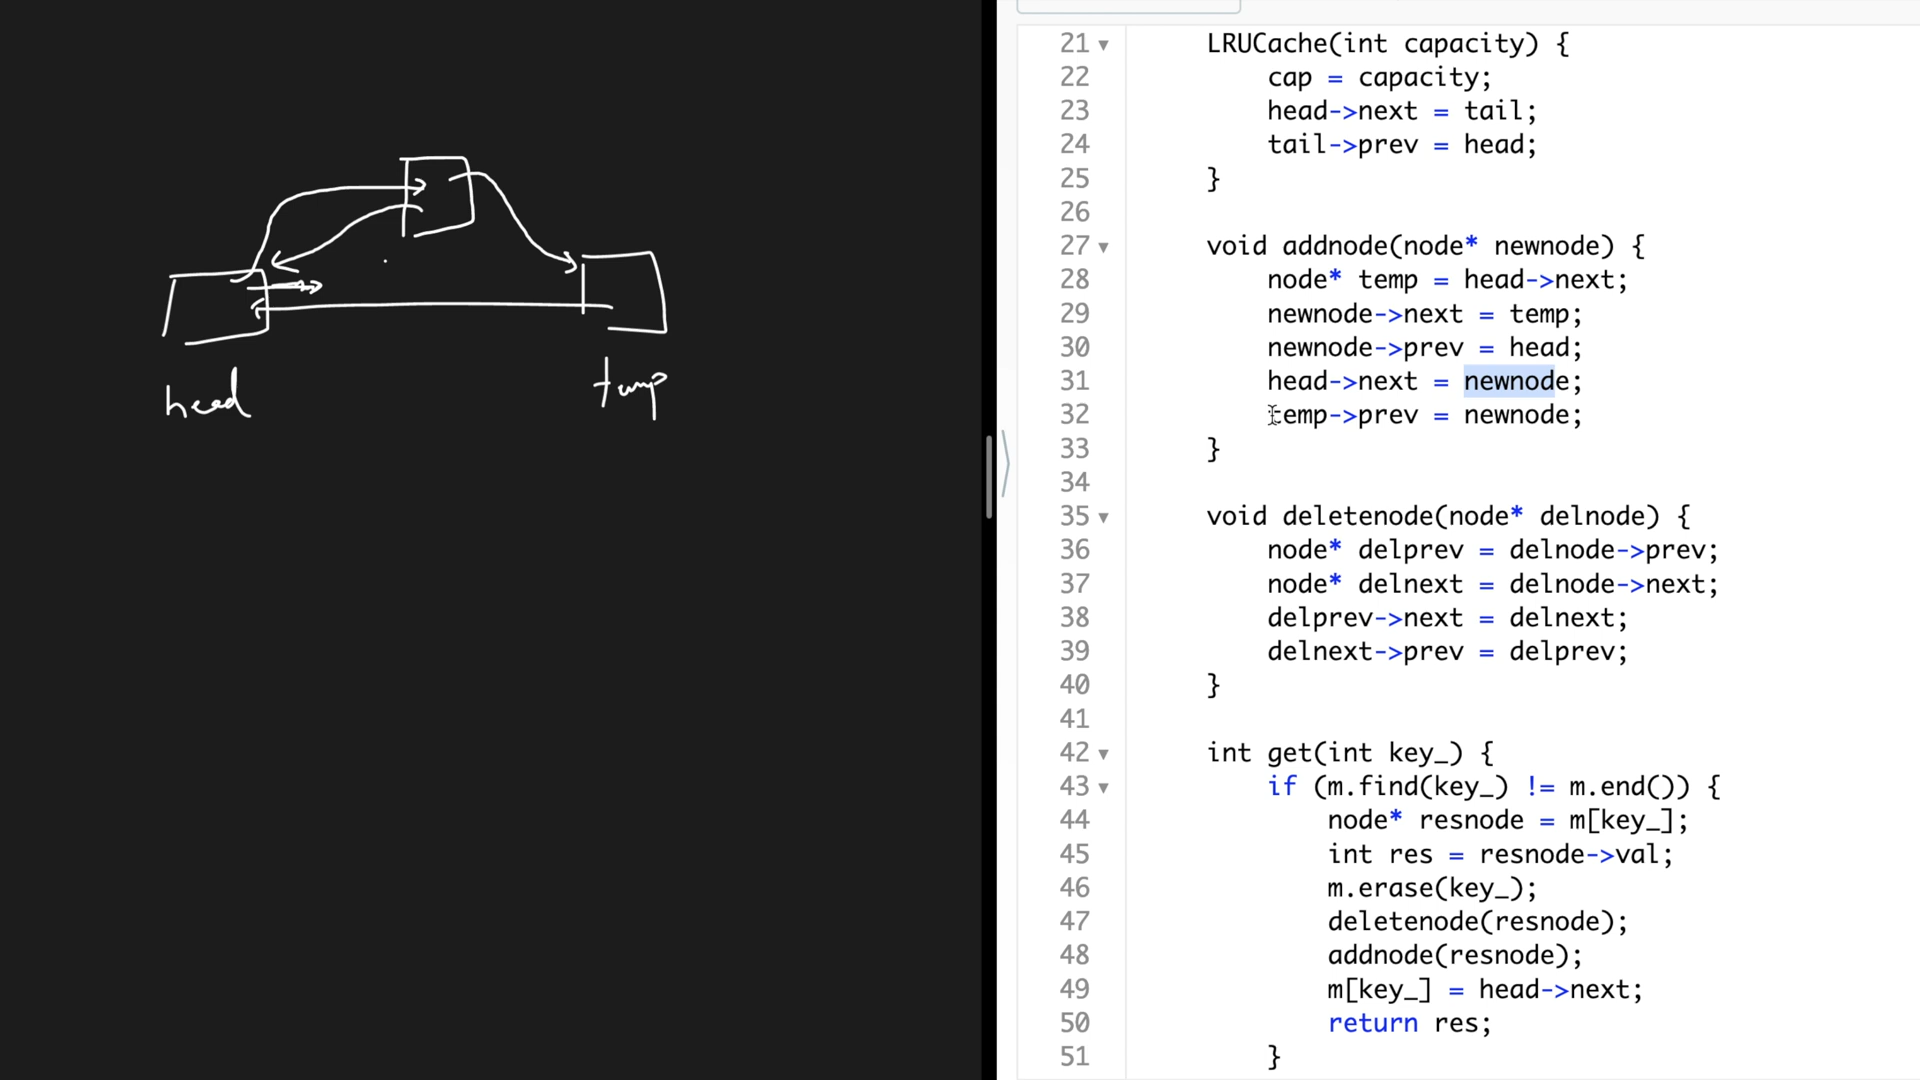 head
temp
21 LRUCache(int capacity) {
22 cap = capacity;
23 head->next = tail;
24 tail->prev = head;
25 }
26
27 void addnode(node* newnode) {
28 node* temp = head->next;
29 newnode->next = temp;
30 newnode->prev = head;
31 head->next = newnode;
32 temp->prev = newnode;
33 }
34
35 void deletenode(node* delnode) {
36 node* delprev = delnode->prev;
37 node* delnext = delnode->next;
38 delprev->next = delnext;
39 delnext->prev = delprev;
40 }
41
42 int get(int key_) {
43 if (m.find(key_) != m.end()) {
44 node* resnode = m[key_];
45 int res = resnode->val;
46 m.erase(key_);
47 deletenode(resnode);
48 addnode(resnode);
49 m[key_] = head->next;
50 return res;
51 }